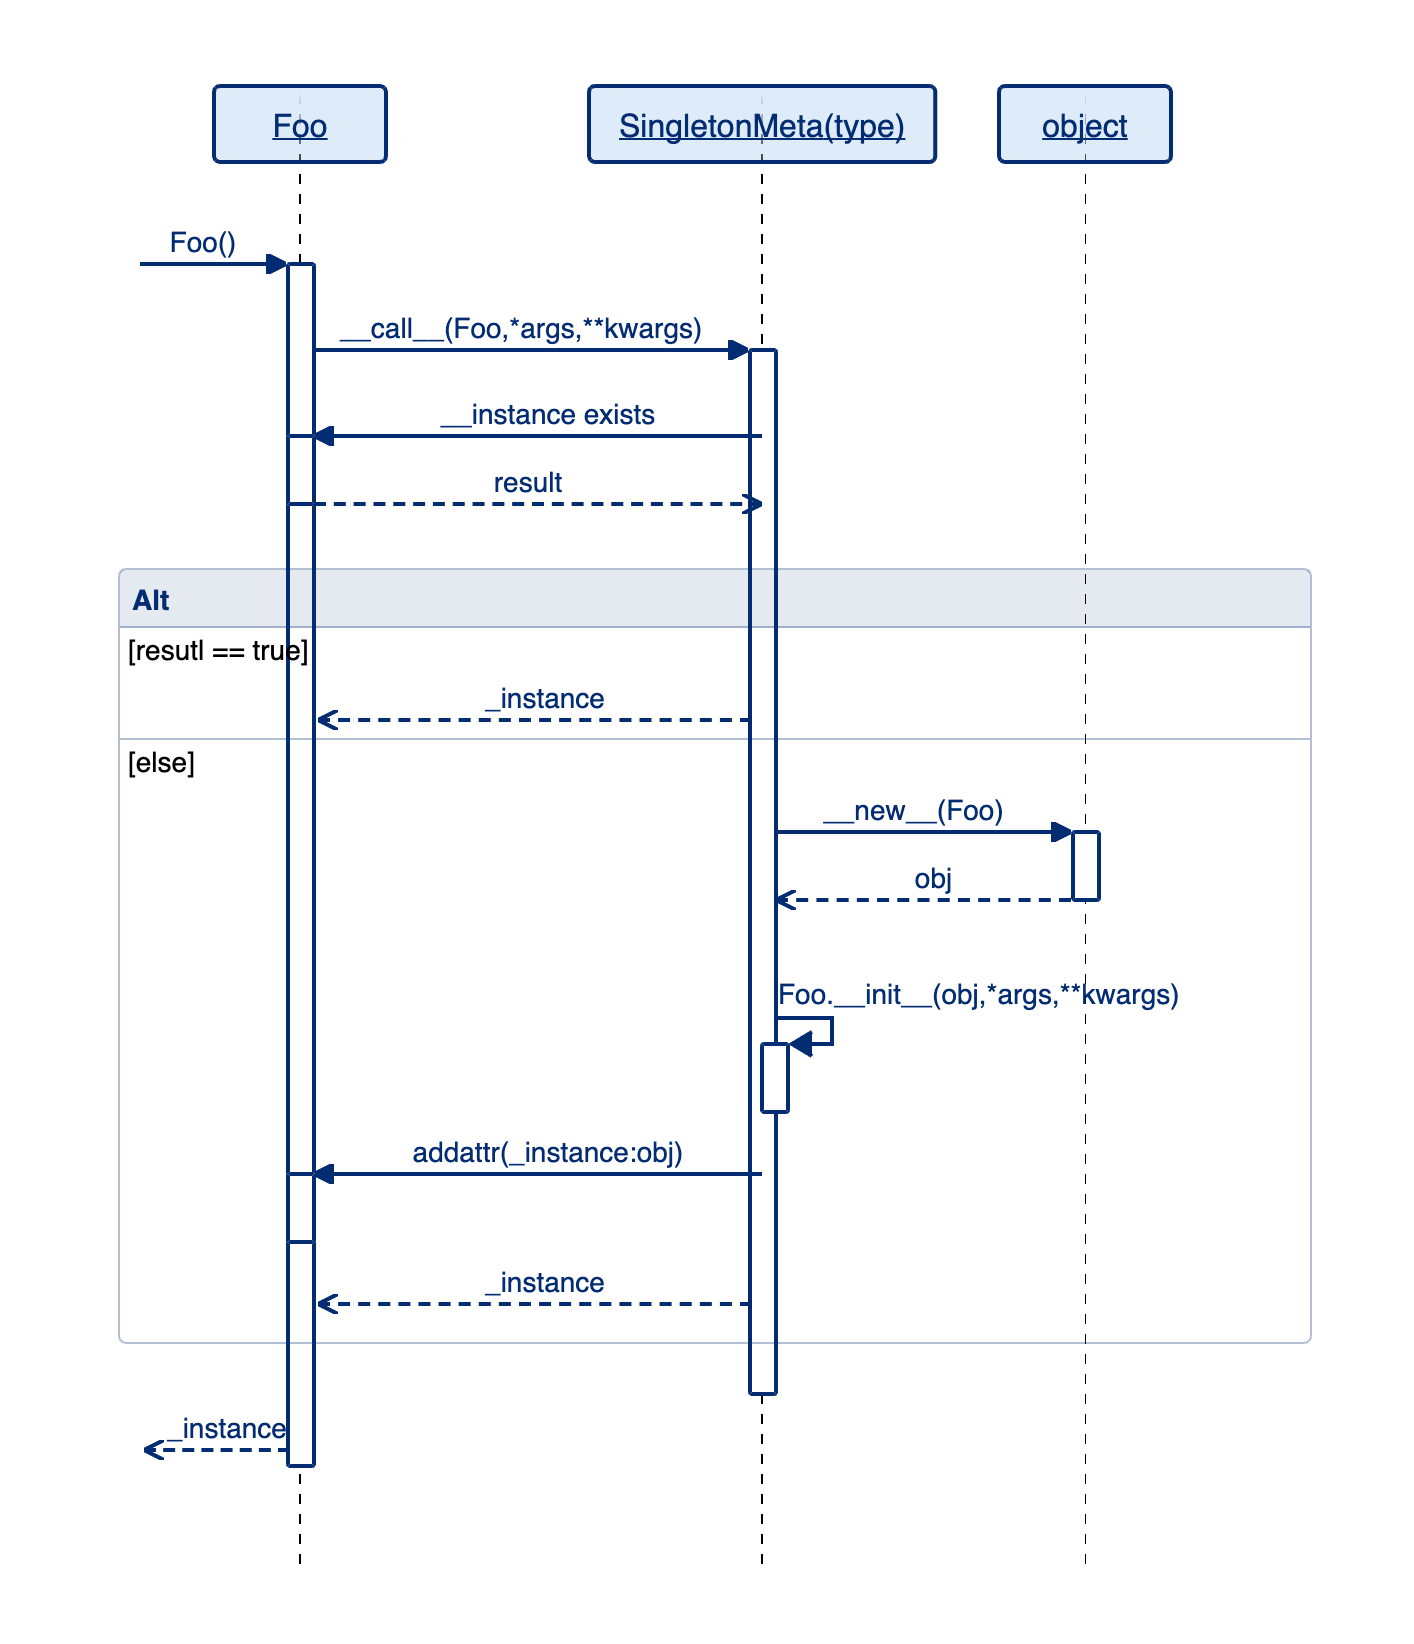 Foo
SingletonMeta(type)
object
Foo()
__call__(Foo,*args,**kwargs)
__instance exists
result
Alt
[resutl == true]
_instance
[else]
__new__(Foo)
obj
Foo.__init__(obj,*args,**kwargs)
addattr(_instance:obj)
_instance
_instance